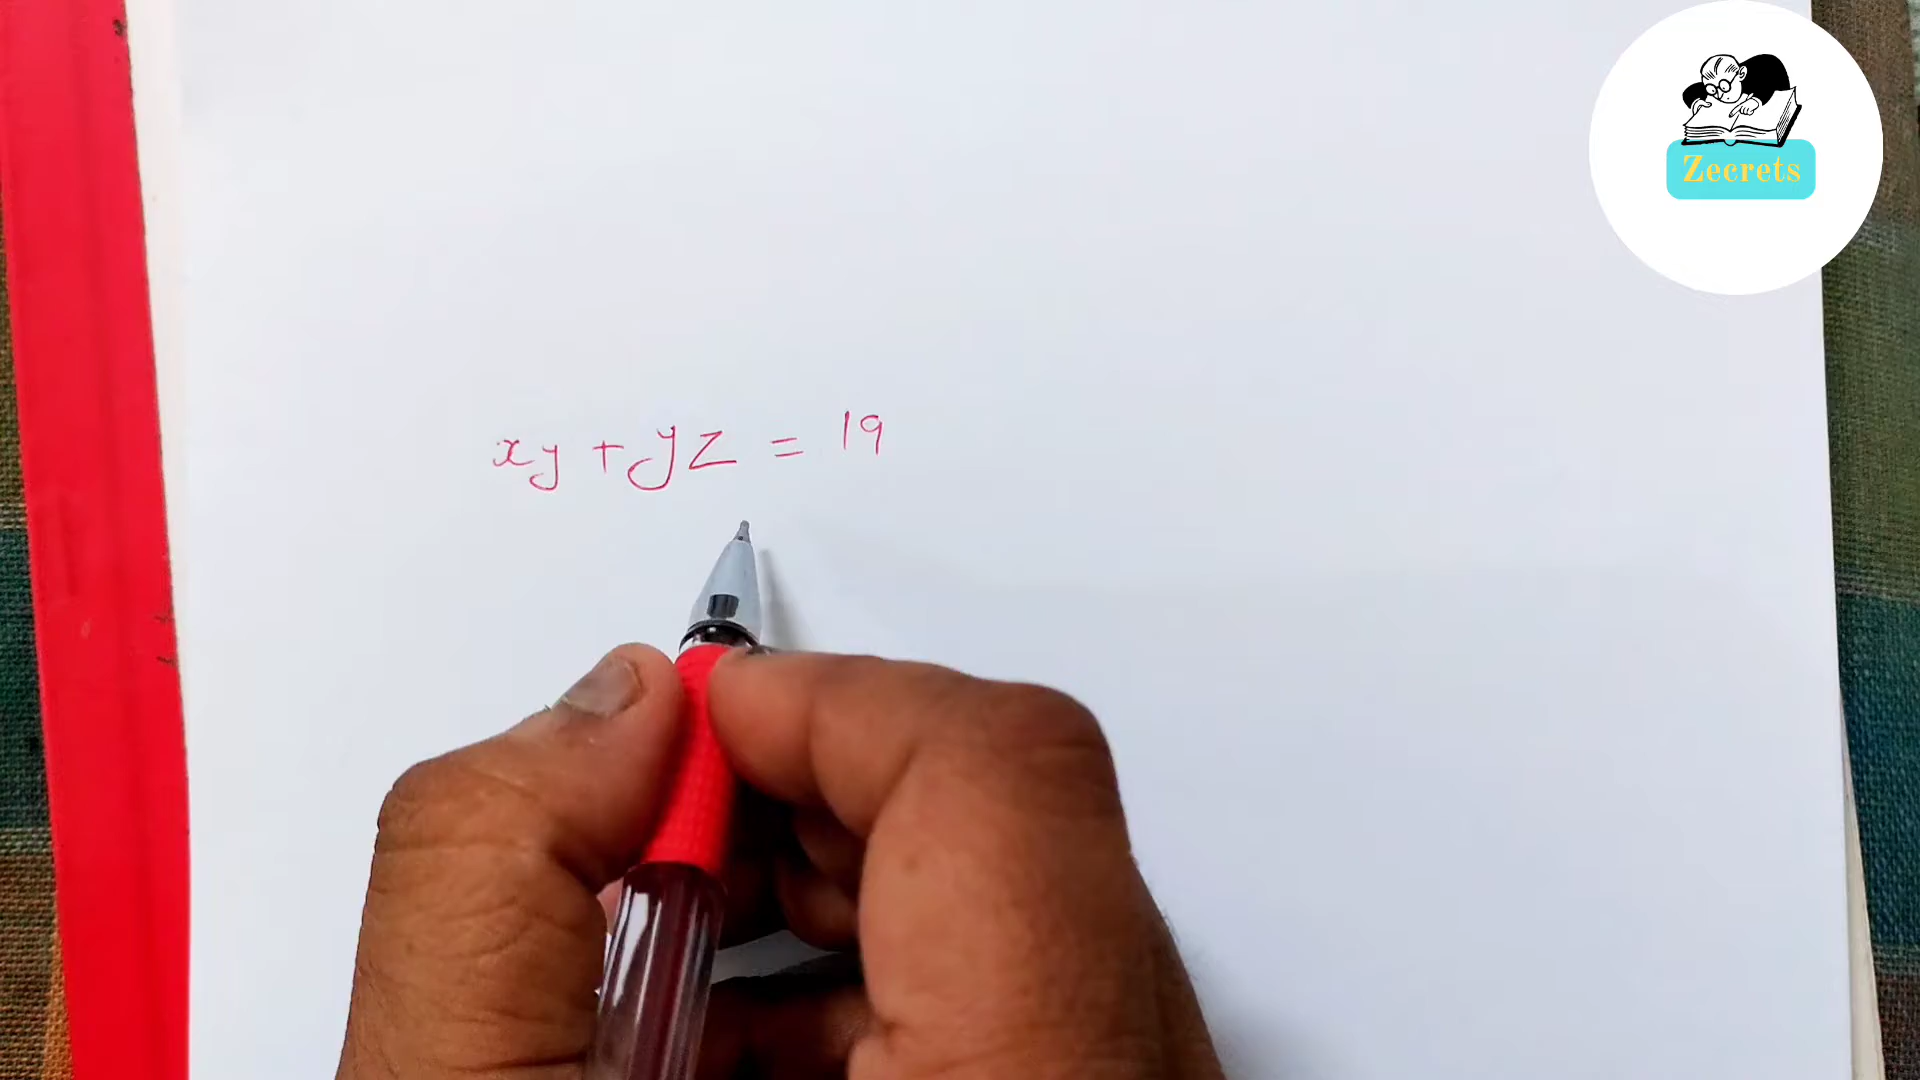 Zecrets
xy + yz = 19